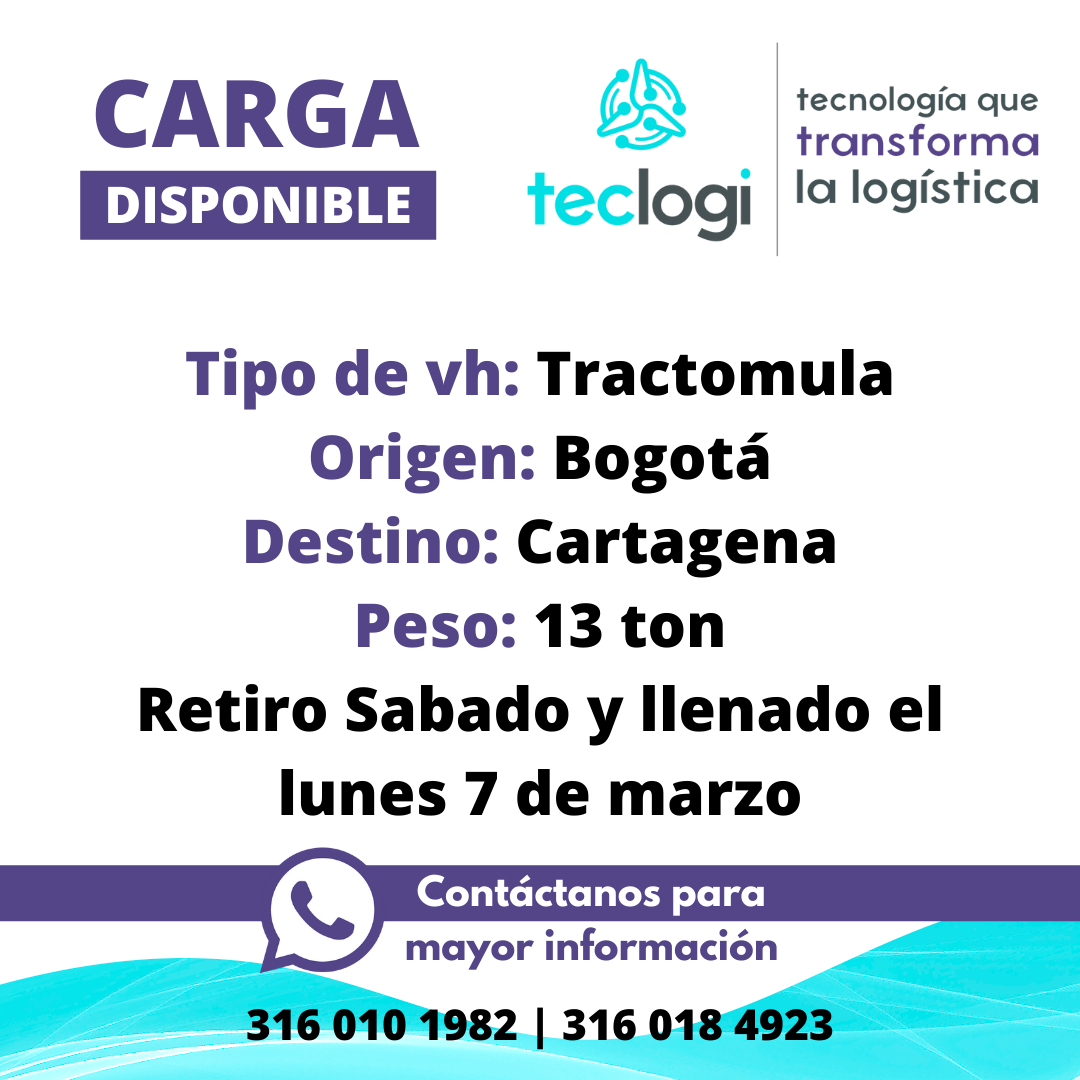 CARGA
DISPONIBLE
teclogi
tecnología que
transforma
la logística
Tipo de vh: Tractomula
Origen: Bogotá
Destino: Cartagena
Peso: 13 ton
Retiro Sabado y llenado el
lunes 7 de marzo
Contáctanos para
mayor información
316 010 1982 | 316 018 4923